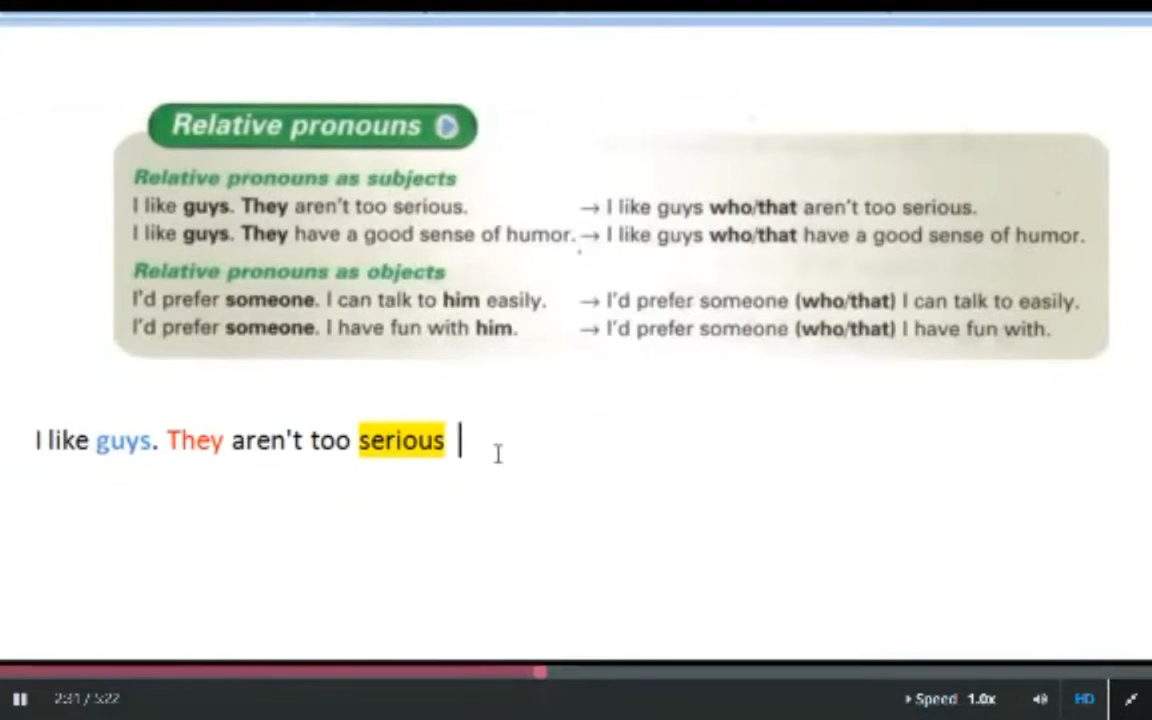 Relative pronouns
Relative pronouns as subjects
I like guys. They aren't too serious. → I like guys who/that aren't too serious.
I like guys. They have a good sense of humor. → I like guys who/that have a good sense of humor.
Relative pronouns as objects
I'd prefer someone. I can talk to him easily. → I'd prefer someone (who/that) I can talk to easily.
I'd prefer someone. I have fun with him. → I'd prefer someone (who/that) I have fun with.
I like guys. They aren't too serious
2:31 / 5:22 Speed 1.0x HD